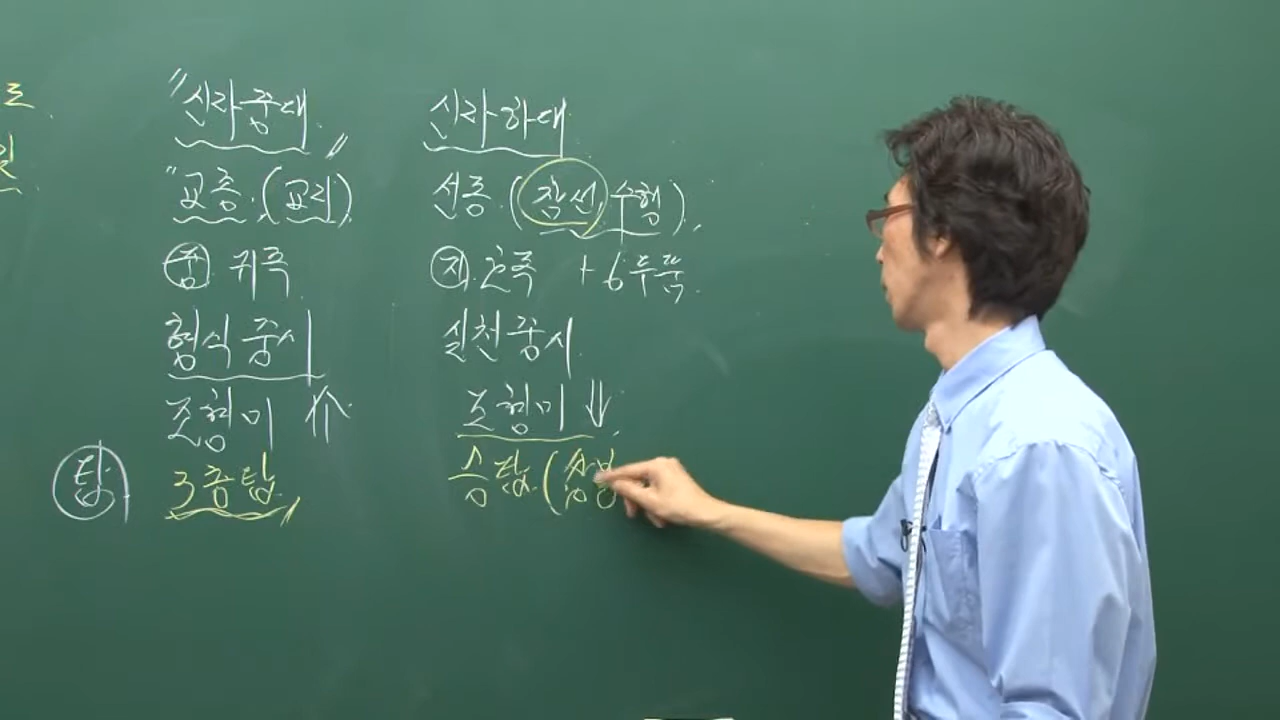 "신라중대"  신라하대
"교종 (교리)  선종 (참선, 수행)
중 귀족  지 호족 + 6두품
형식 중시  실천 중시
조형미 ⇑  조형미 ⇓
탑 3층탑  승탑 (